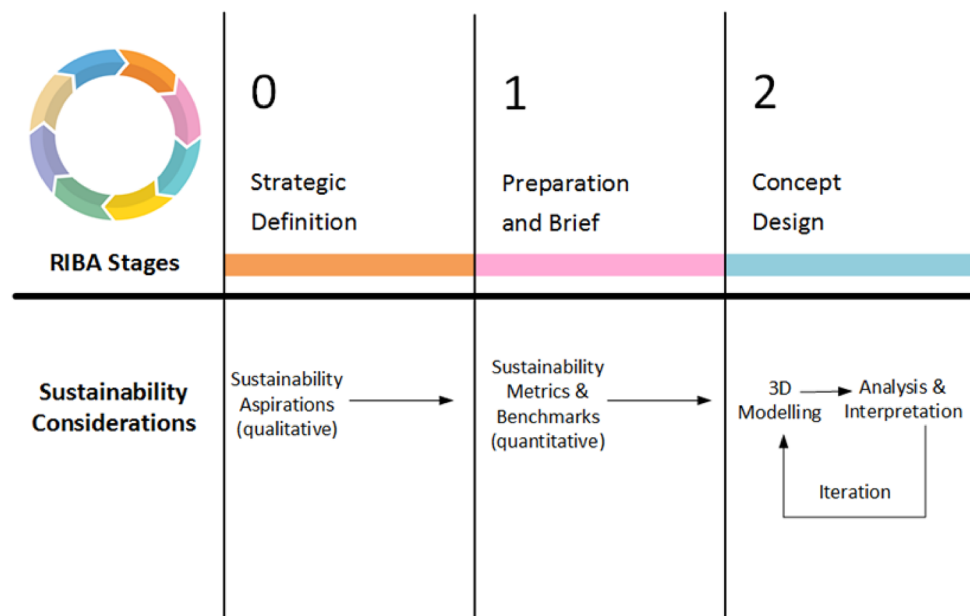 0
1
2
Strategic
Definition
Preparation
and Brief
Concept
Design
RIBA Stages
Sustainability
Considerations
Sustainability
Aspirations
(qualitative)
Sustainability
Metrics &
Benchmarks
(quantitative)
3D
Modelling
Analysis &
Interpretation
Iteration